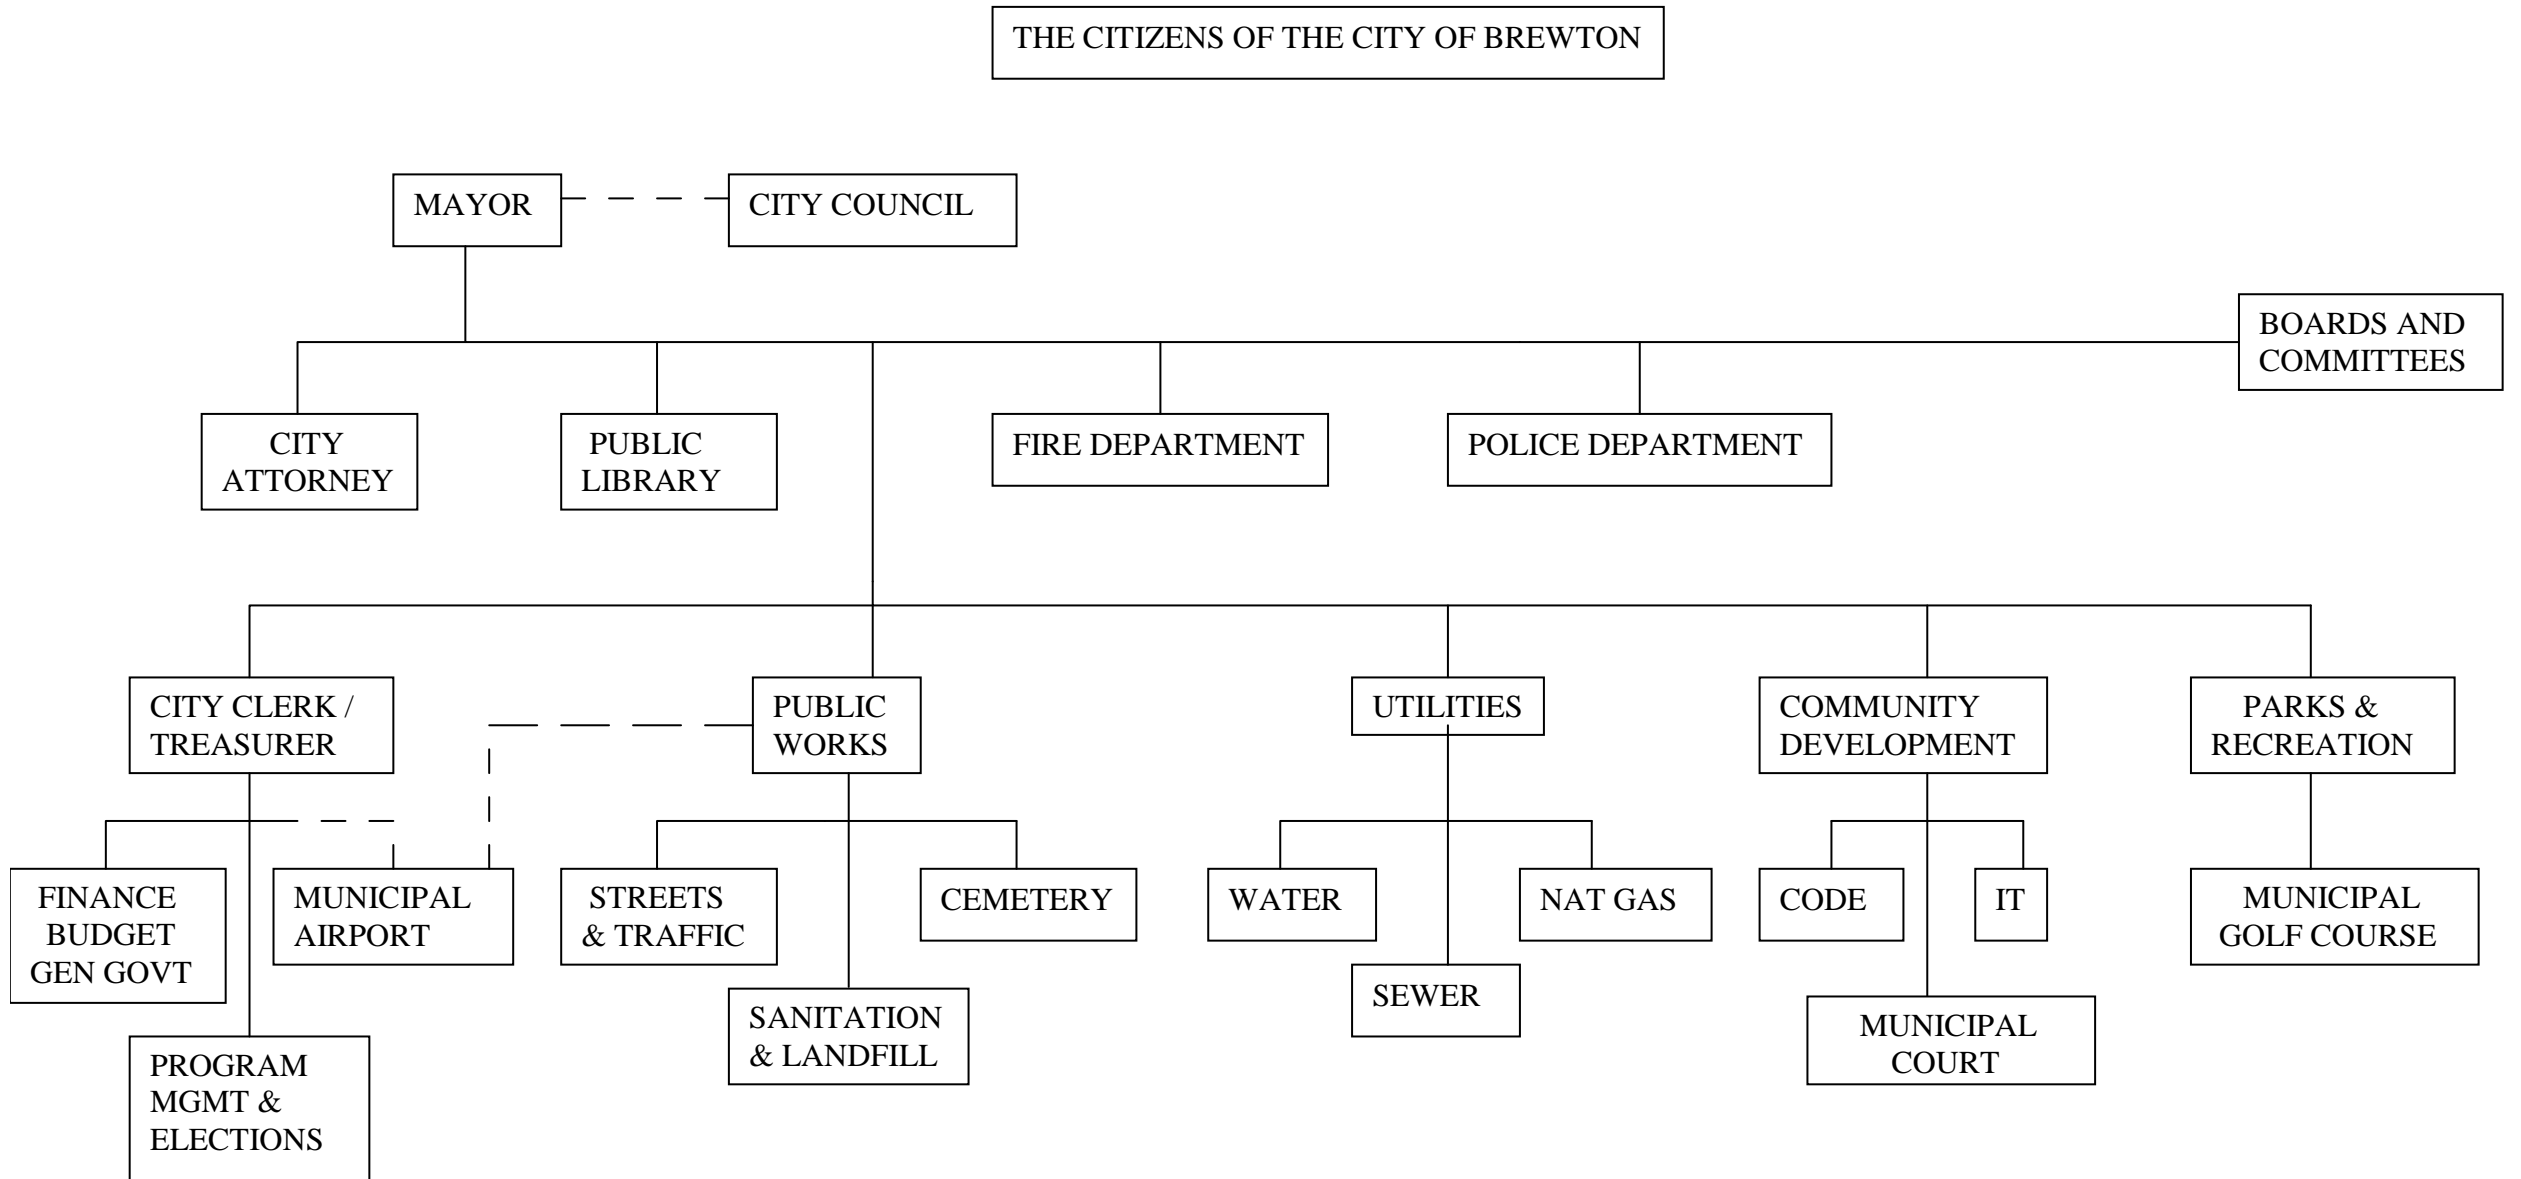 THE CITIZENS OF THE CITY OF BREWTON
MAYOR
CITY COUNCIL
BOARDS AND
COMMITTEES
CITY
ATTORNEY
PUBLIC
LIBRARY
FIRE DEPARTMENT
POLICE DEPARTMENT
CITY CLERK /
TREASURER
PUBLIC
WORKS
UTILITIES
COMMUNITY
DEVELOPMENT
PARKS &
RECREATION
FINANCE
BUDGET
GEN GOVT
MUNICIPAL
AIRPORT
STREETS
& TRAFFIC
CEMETERY
WATER
NAT GAS
CODE
IT
MUNICIPAL
GOLF COURSE
SEWER
SANITATION
& LANDFILL
MUNICIPAL
COURT
PROGRAM
MGMT &
ELECTIONS